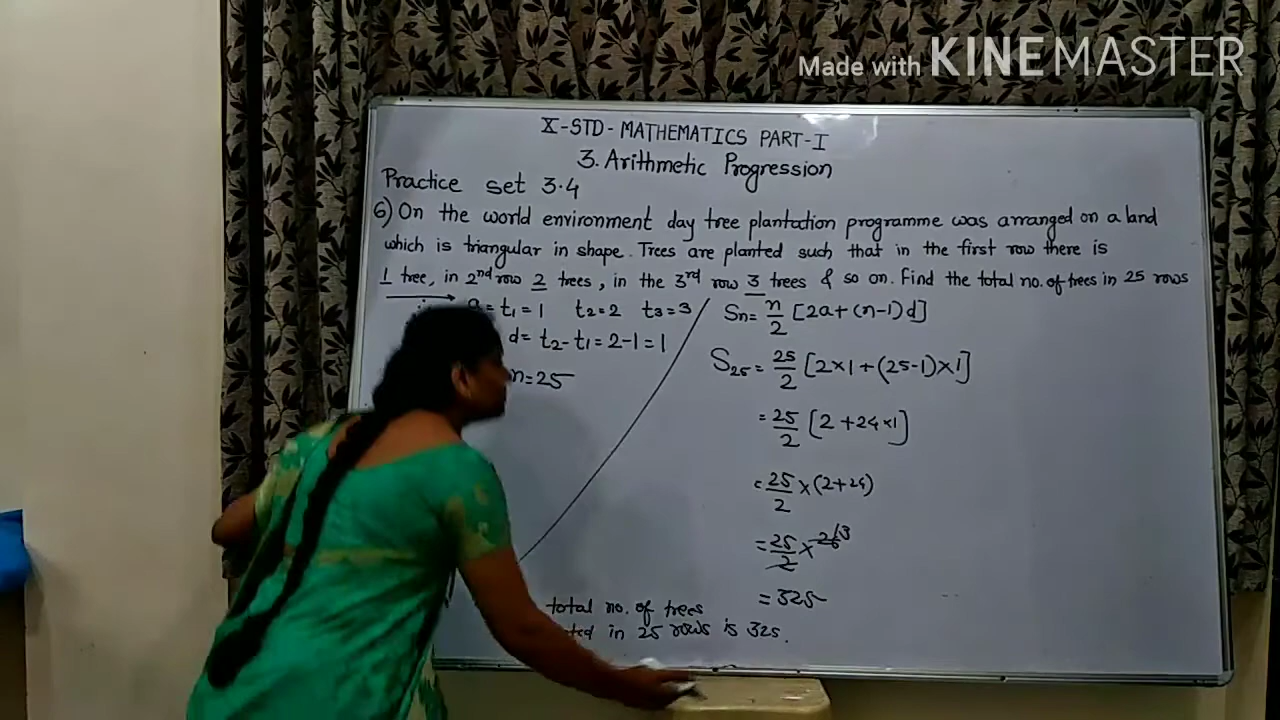 Made with KINEMASTER
X-STD-MATHEMATICS PART-I
3. Arithmetic Progression
Practice set 3.4
6) On the world environment day tree plantation programme was arranged on a land
which is triangular in shape. Trees are planted such that in the first row there is
1 tree, in 2nd row 2 trees, in the 3rd row 3 trees & so on. Find the total no. of trees in 25 rows
a = t1 = 1 t2 = 2 t3 = 3
d = t2 - t1 = 2-1 = 1
n = 25
Sn = n/2 [2a + (n-1) d]
S25 = 25/2 [2×1 + (25-1)×1]
= 25/2 [2 + 24×1]
= 25/2 × (2+24)
= 25/2 × 26 13
= 325
total no. of trees
in 25 rows is 325.